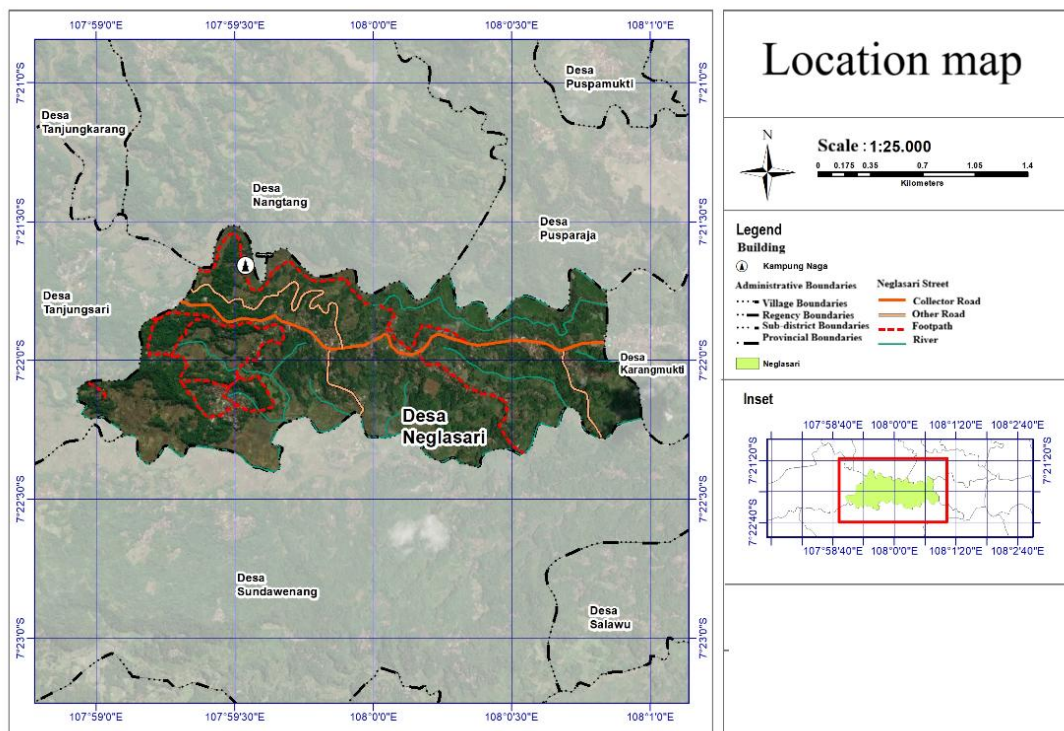 107°59'0"E 107°59'30"E 108°0'0"E 108°0'30"E 108°1'0"E
7°21'0"S
7°21'0"S
Desa
Puspamukti
Desa
Tanjungkarang
Desa
Nangtang
7°21'30"S
7°21'30"S
Desa
Pusparaja
Desa
Tanjungsari
7°22'0"S
7°22'0"S
Desa
Karangmukti
Desa
Neglasari
7°22'30"S
7°22'30"S
Desa
Sundawenang
Desa
Salawu
7°23'0"S
7°23'0"S
107°59'0"E 107°59'30"E 108°0'0"E 108°0'30"E 108°1'0"E
Location map
N
Scale : 1:25.000
0 0.175 0.35 0.7 1.05 1.4
Kilometers
Legend
Building
Kampung Naga
Administrative Boundaries
Village Boundaries
Regency Boundaries
Sub-district Boundaries
Provincial Boundaries
Neglasari
Neglasari Street
Collector Road
Other Road
Footpath
River
Inset
107°58'40"E 108°0'0"E 108°1'20"E 108°2'40"E
7°21'20"S
7°21'20"S
7°22'40"S
7°22'40"S
107°58'40"E 108°0'0"E 108°1'20"E 108°2'40"E